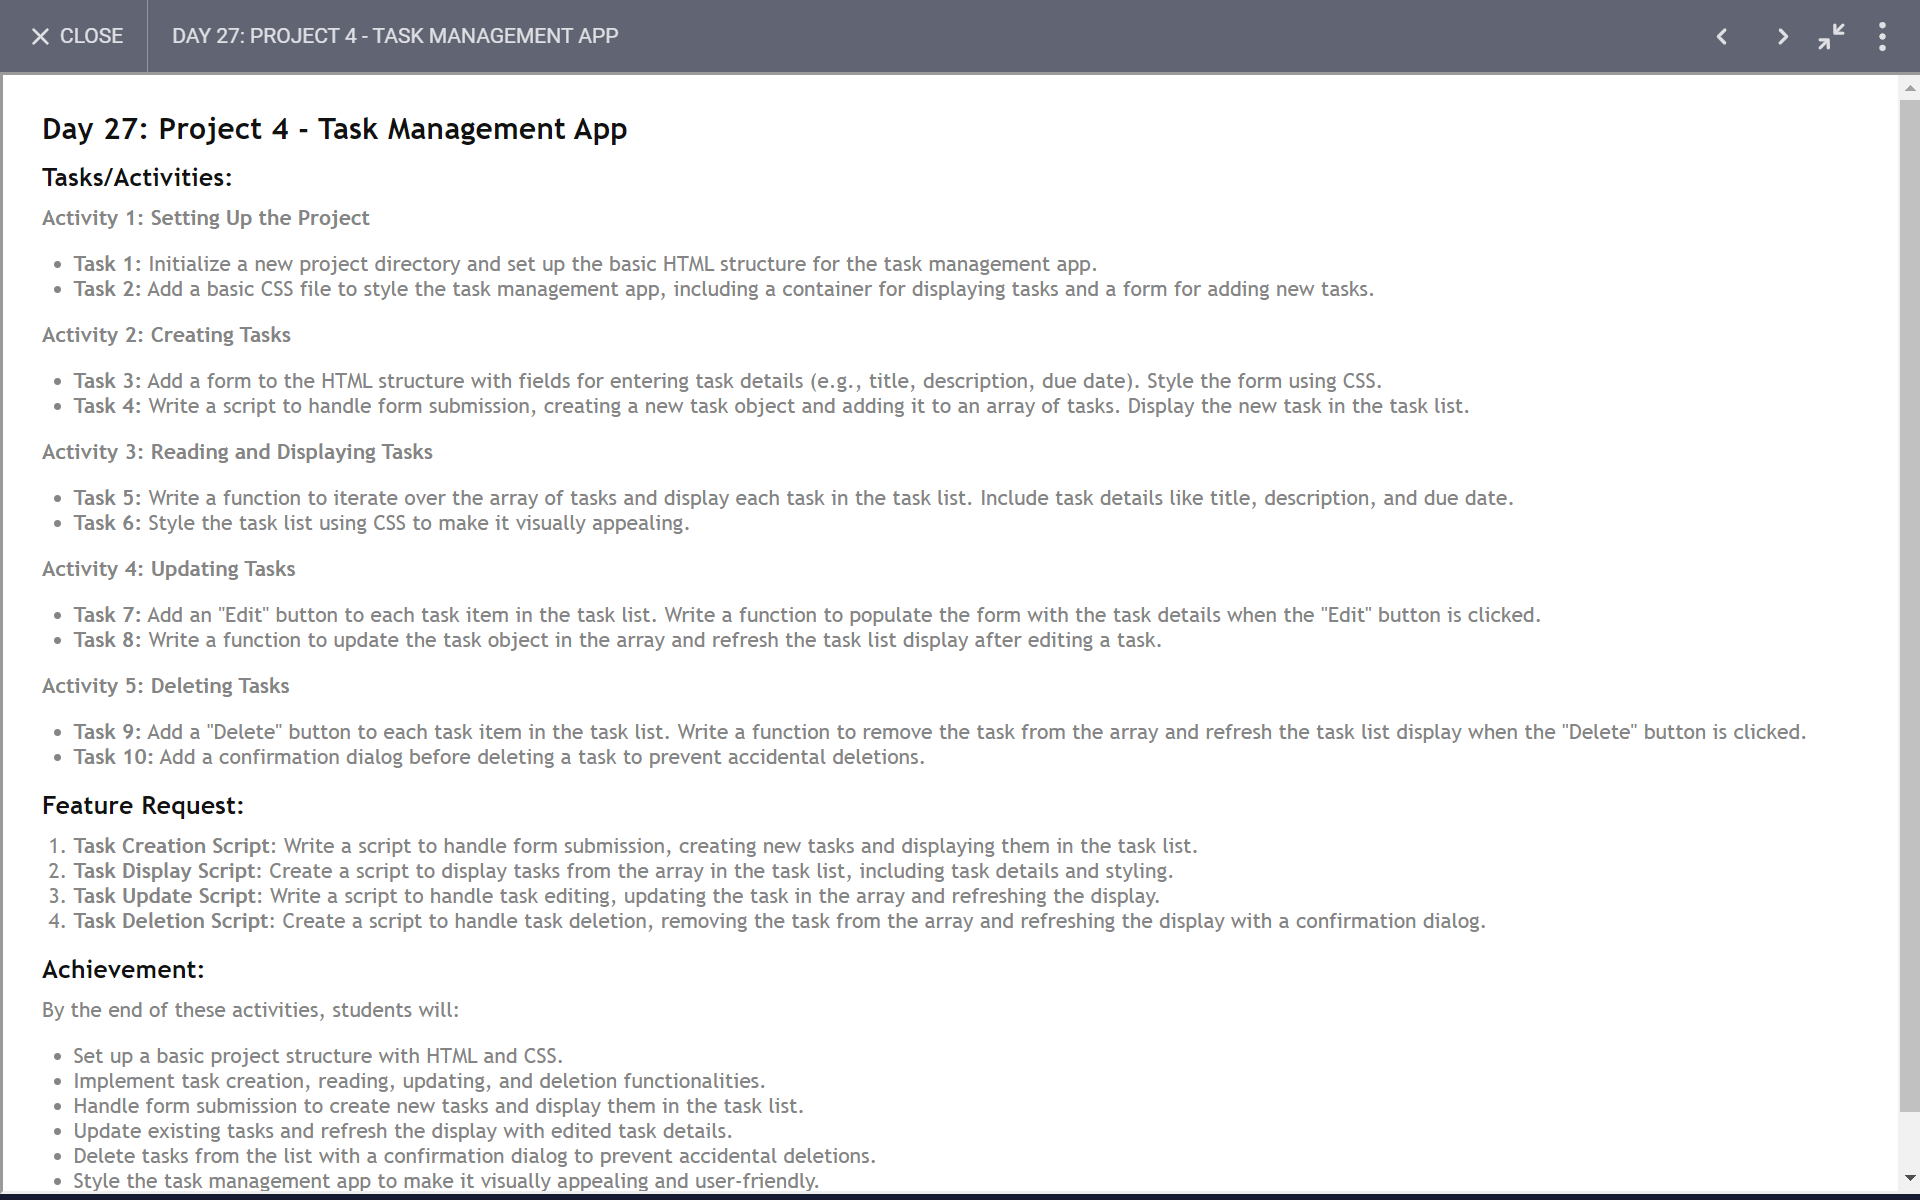 CLOSE
DAY 27: PROJECT 4 - TASK MANAGEMENT APP
Day 27: Project 4 - Task Management App
Tasks/Activities:
Activity 1: Setting Up the Project
• Task 1: Initialize a new project directory and set up the basic HTML structure for the task management app.
• Task 2: Add a basic CSS file to style the task management app, including a container for displaying tasks and a form for adding new tasks.
Activity 2: Creating Tasks
• Task 3: Add a form to the HTML structure with fields for entering task details (e.g., title, description, due date). Style the form using CSS.
• Task 4: Write a script to handle form submission, creating a new task object and adding it to an array of tasks. Display the new task in the task list.
Activity 3: Reading and Displaying Tasks
• Task 5: Write a function to iterate over the array of tasks and display each task in the task list. Include task details like title, description, and due date.
• Task 6: Style the task list using CSS to make it visually appealing.
Activity 4: Updating Tasks
• Task 7: Add an "Edit" button to each task item in the task list. Write a function to populate the form with the task details when the "Edit" button is clicked.
• Task 8: Write a function to update the task object in the array and refresh the task list display after editing a task.
Activity 5: Deleting Tasks
• Task 9: Add a "Delete" button to each task item in the task list. Write a function to remove the task from the array and refresh the task list display when the "Delete" button is clicked.
• Task 10: Add a confirmation dialog before deleting a task to prevent accidental deletions.
Feature Request:
1. Task Creation Script: Write a script to handle form submission, creating new tasks and displaying them in the task list.
2. Task Display Script: Create a script to display tasks from the array in the task list, including task details and styling.
3. Task Update Script: Write a script to handle task editing, updating the task in the array and refreshing the display.
4. Task Deletion Script: Create a script to handle task deletion, removing the task from the array and refreshing the display with a confirmation dialog.
Achievement:
By the end of these activities, students will:
• Set up a basic project structure with HTML and CSS.
• Implement task creation, reading, updating, and deletion functionalities.
• Handle form submission to create new tasks and display them in the task list.
• Update existing tasks and refresh the display with edited task details.
• Delete tasks from the list with a confirmation dialog to prevent accidental deletions.
• Style the task management app to make it visually appealing and user-friendly.